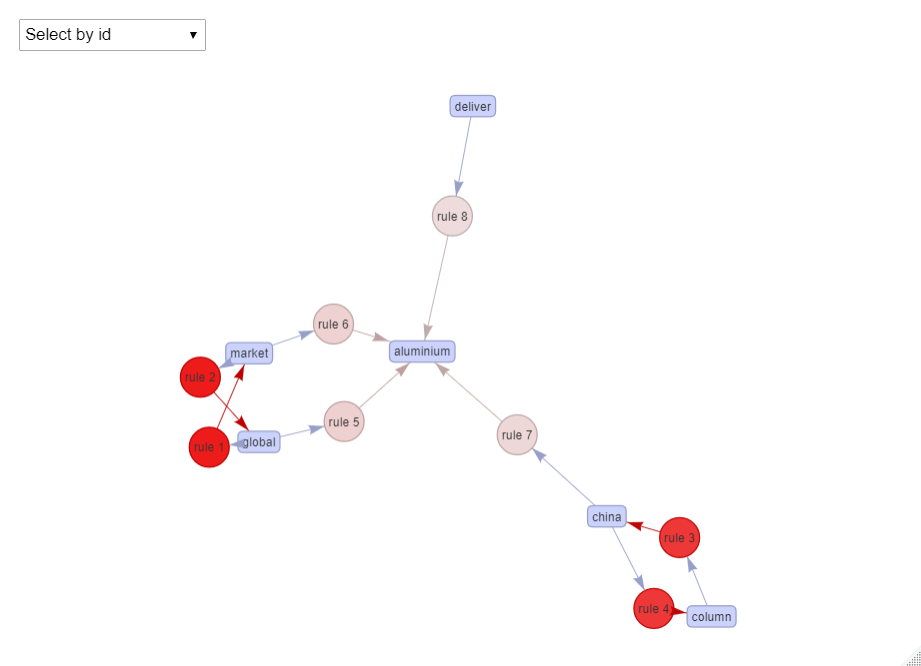 Select by id
deliver
rule 8
rule 6
aluminium
market
rule 2
rule 5
global
rule 1
rule 7
china
rule 3
rule 4
column